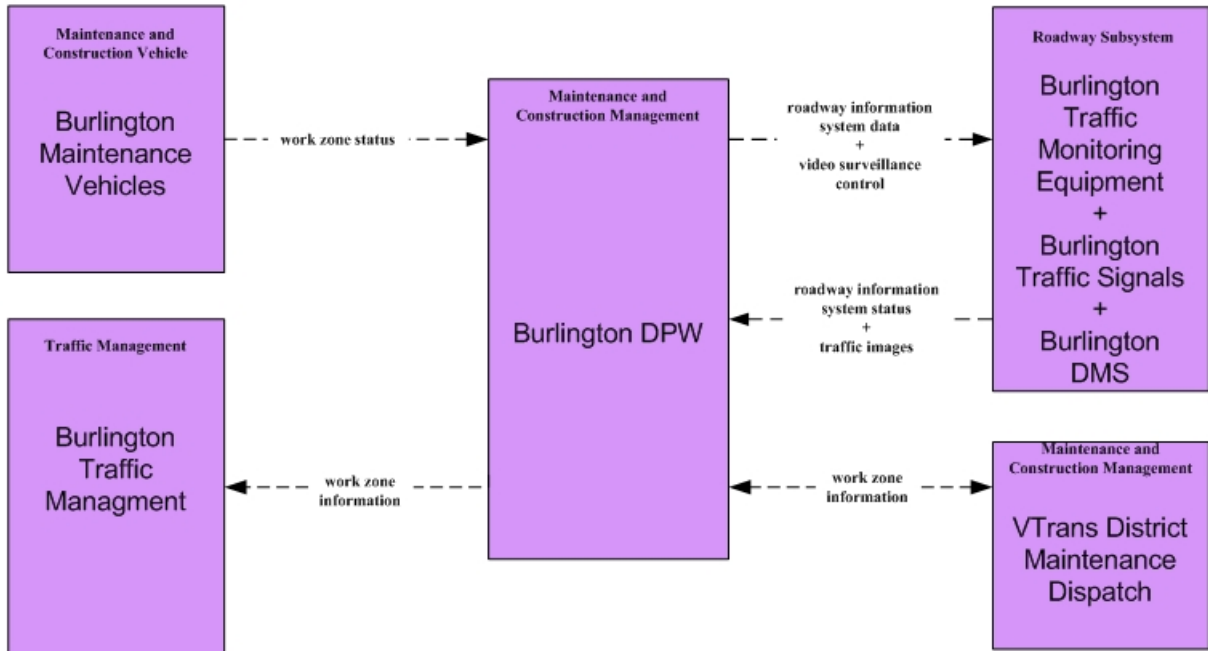 Maintenance and
Construction Vehicle
Burlington
Maintenance
Vehicles
work zone status
Maintenance and
Construction Management
Burlington DPW
roadway information
system data
+
video surveillance
control
roadway information
system status
+
traffic images
Roadway Subsystem
Burlington
Traffic
Monitoring
Equipment
+
Burlington
Traffic Signals
+
Burlington
DMS
Traffic Management
Burlington
Traffic
Managment
work zone
information
work zone
information
Maintenance and
Construction Management
VTrans District
Maintenance
Dispatch